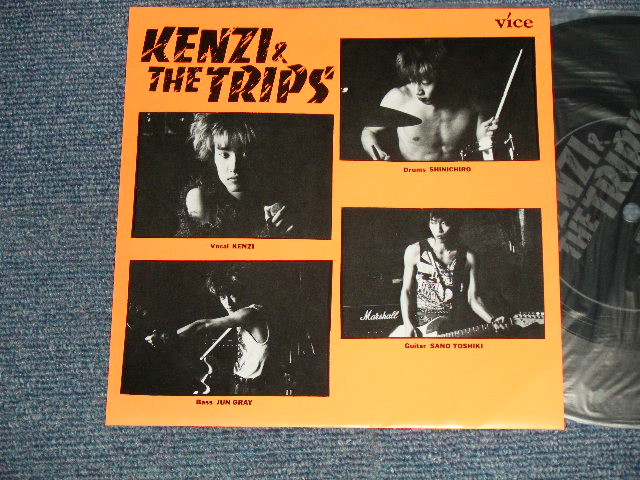 vice
KENZI &
THE TRIPS
Drums SHINICHIRO
Vocal KENZI
Marshall
Guitar SANO TOSHIKI
Bass JUN GRAY
KENZI &
THE TRIPS